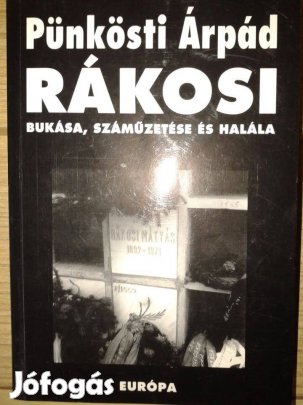 Pünkösti Árpád
RÁKOSI
BUKÁSA, SZÁMŰZETÉSE ÉS HALÁLA
RÁKOSI MÁTYÁS
1892-1971
Jófogás
EURÓPA